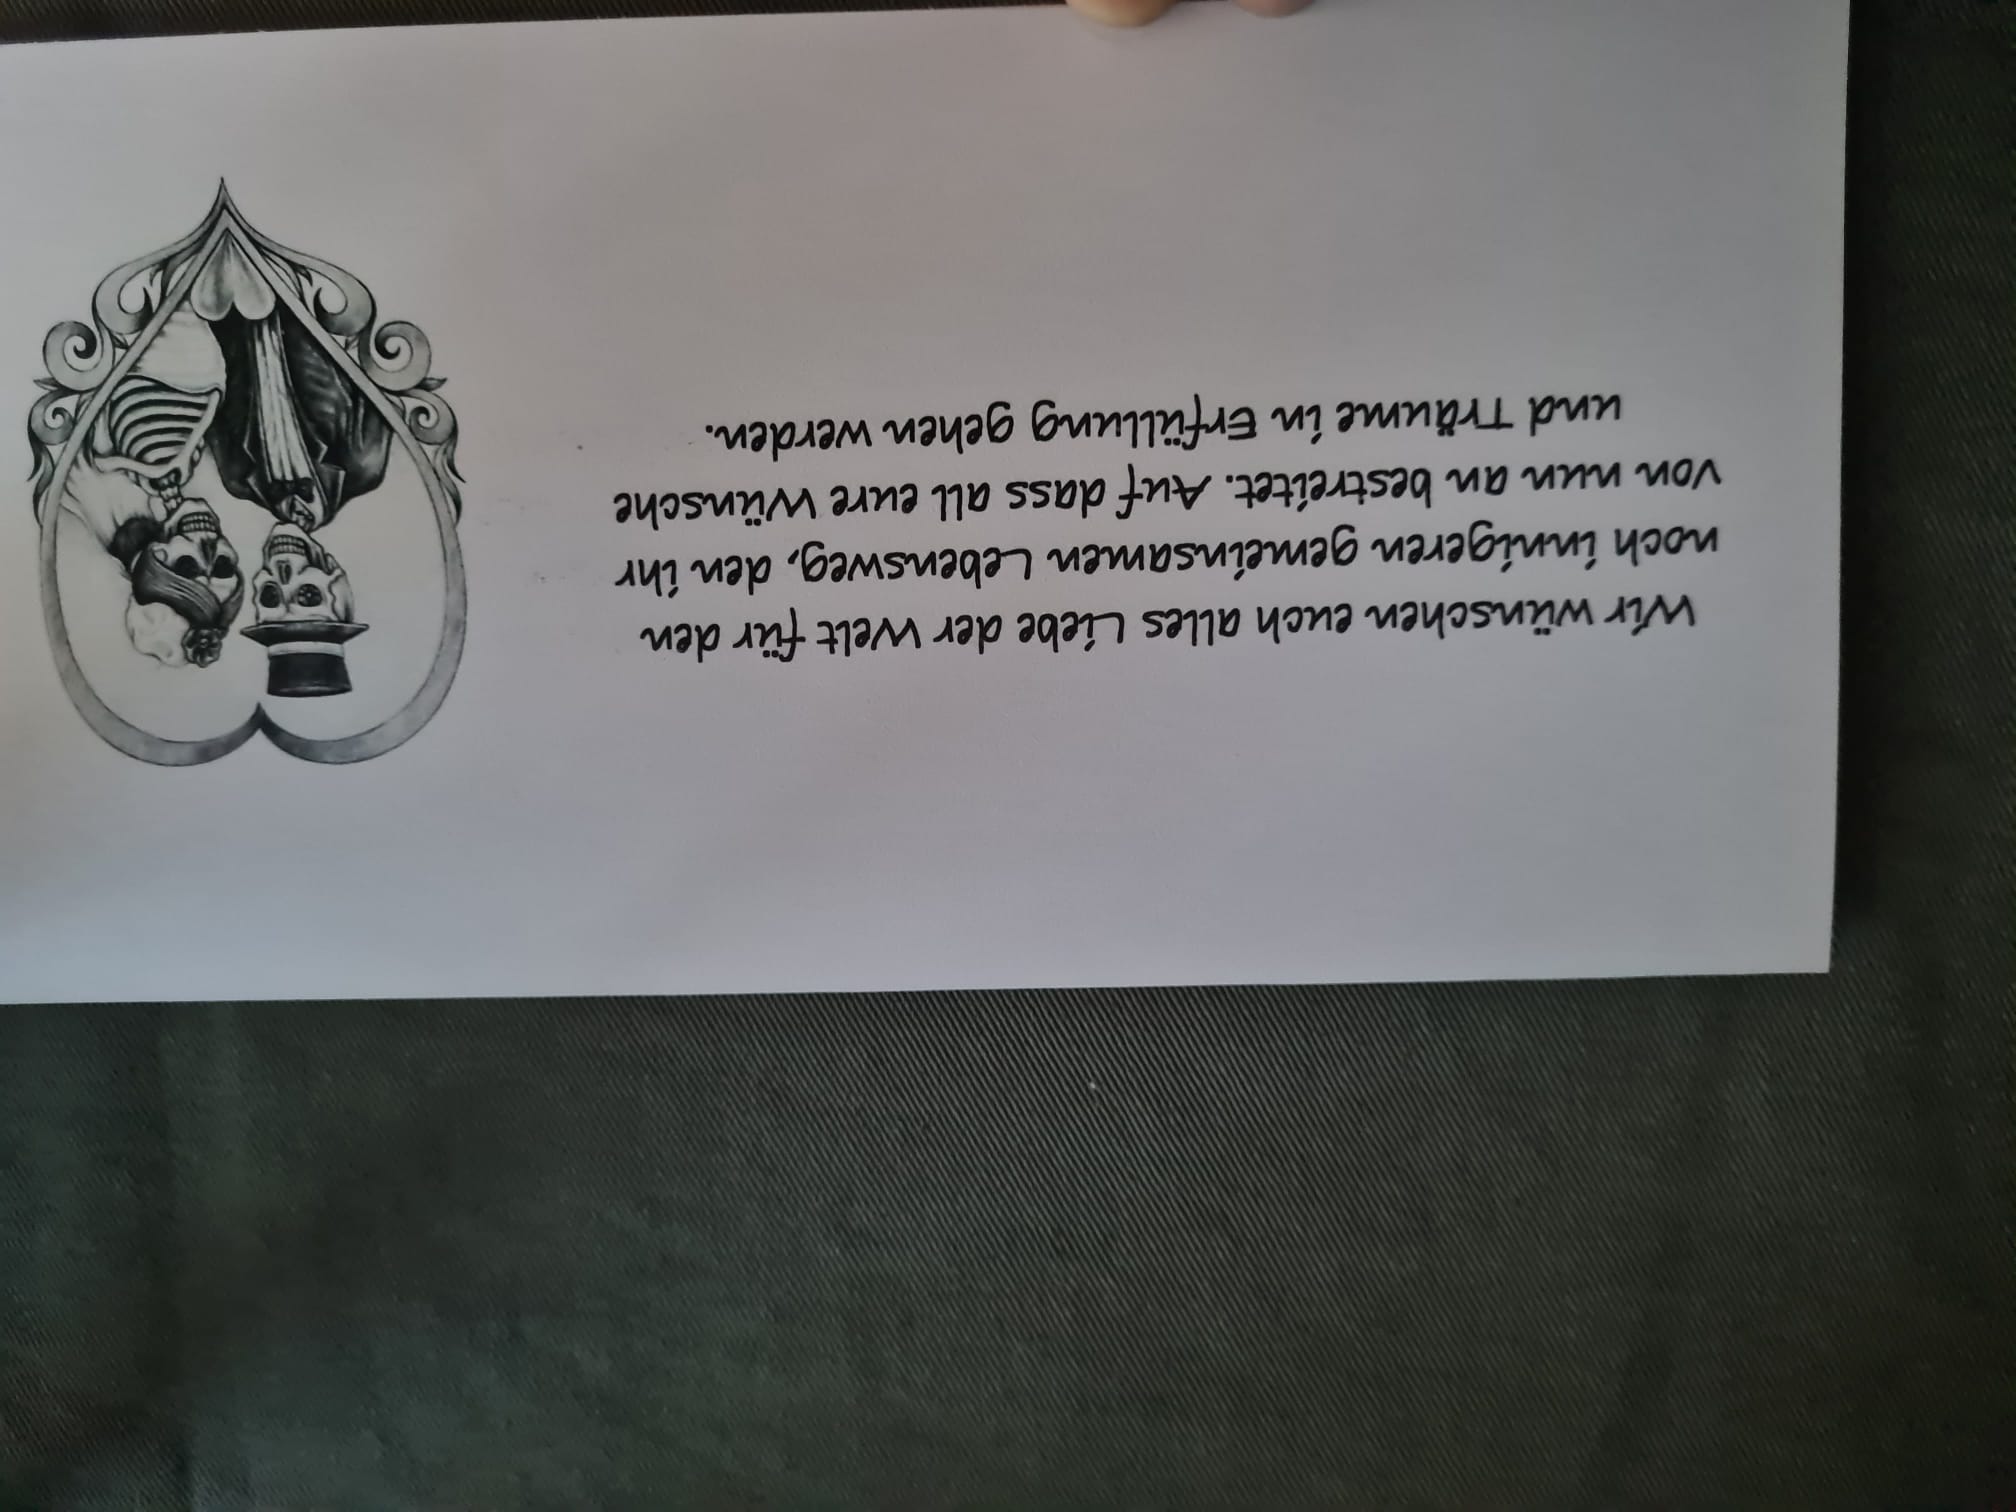 Wir wünschen euch alles Liebe der Welt für den
noch innigeren gemeinsamen Lebensweg, den ihr
von nun an bestreitet. Auf dass all eure Wünsche
und Träume in Erfüllung gehen werden.